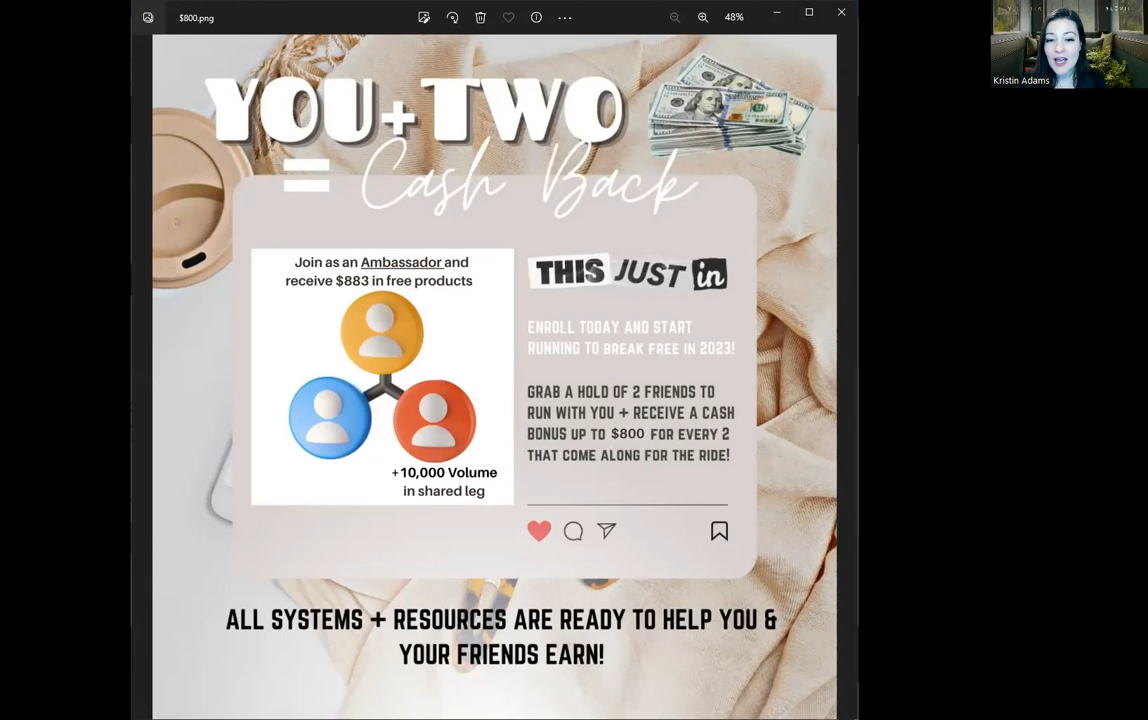 $800.png
48%
Kristin Adams
YOU+TWO
= Cash Back
Join as an Ambassador and
receive $883 in free products
+10,000 Volume
in shared leg
THIS JUST in
ENROLL TODAY AND START
RUNNING TO BREAK FREE IN 2023!
GRAB A HOLD OF 2 FRIENDS TO
RUN WITH YOU + RECEIVE A CASH
BONUS UP TO $800 FOR EVERY 2
THAT COME ALONG FOR THE RIDE!
ALL SYSTEMS + RESOURCES ARE READY TO HELP YOU &
YOUR FRIENDS EARN!